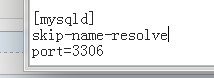 [mysqld]
skip-name-resolve
port=3306